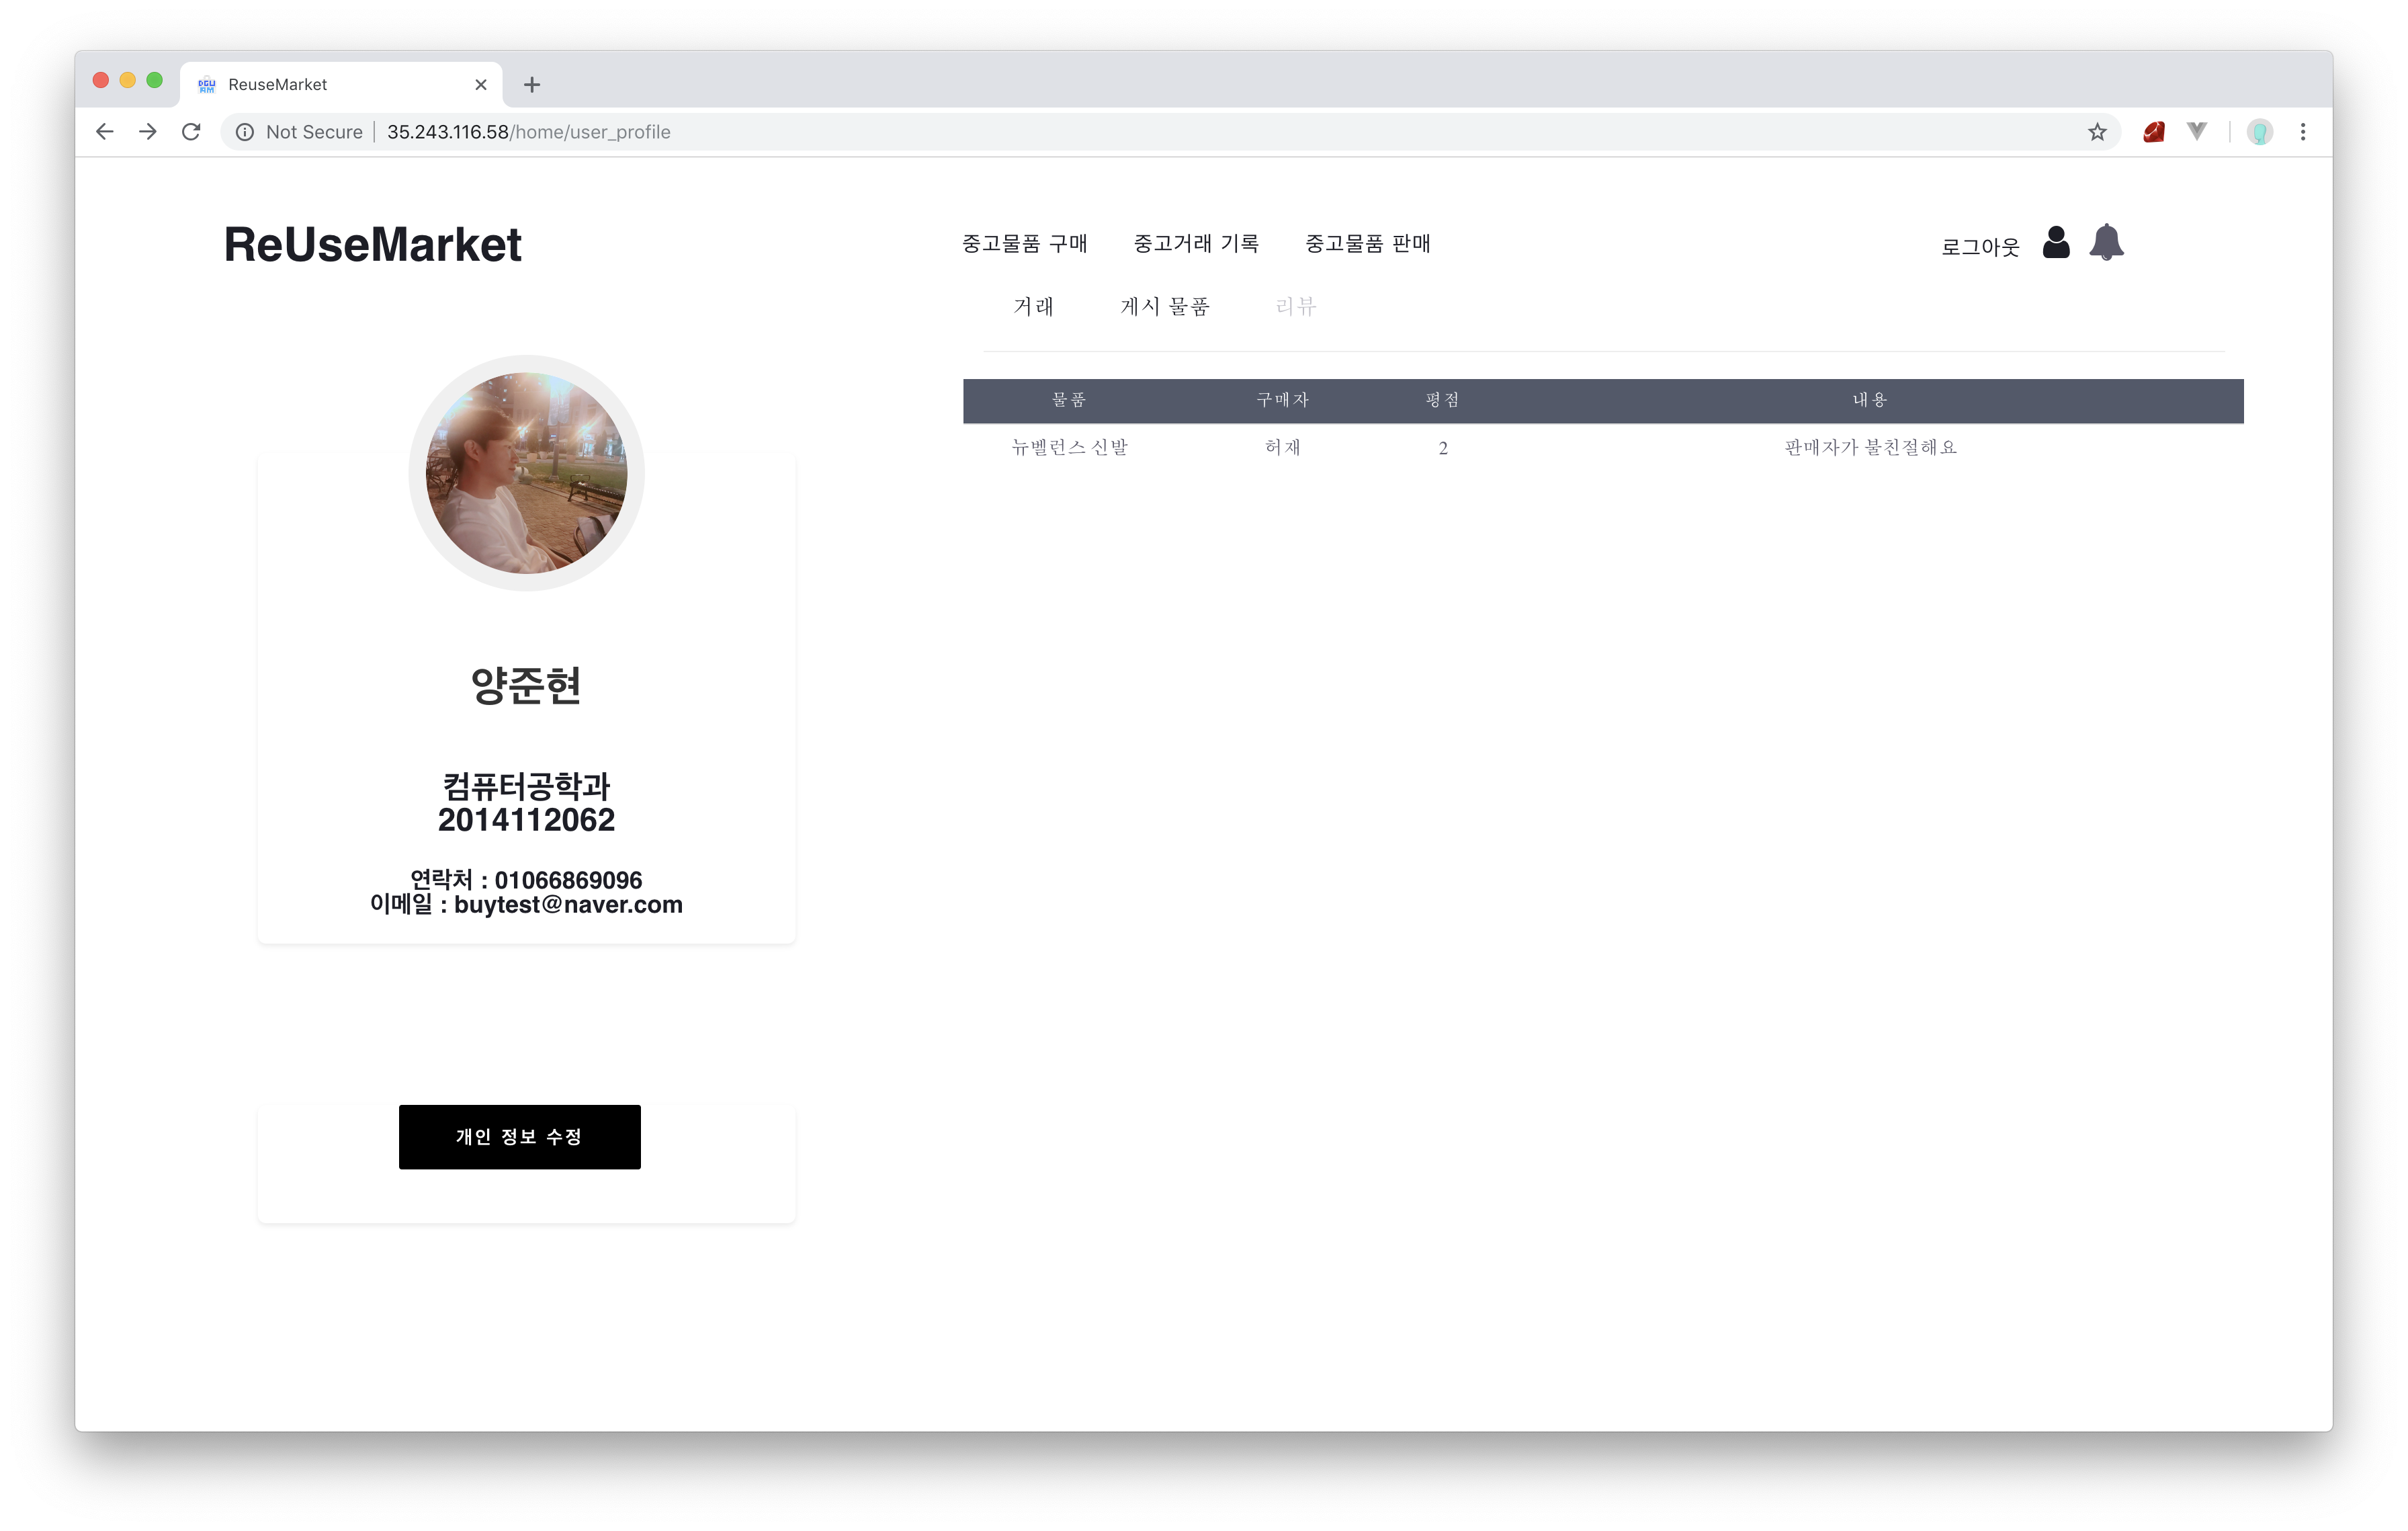 ReuseMarket
Not Secure | 35.243.116.58/home/user_profile
ReUseMarket
중고물품 구매 중고거래 기록 중고물품 판매
로그아웃
거래 게시 물품 리뷰
물품 구매자 평점 내용
뉴벨런스 신발 허재 2 판매자가 불친절해요
양준현
컴퓨터공학과
2014112062
연락처 : 01066869096
이메일 : buytest@naver.com
개인 정보 수정